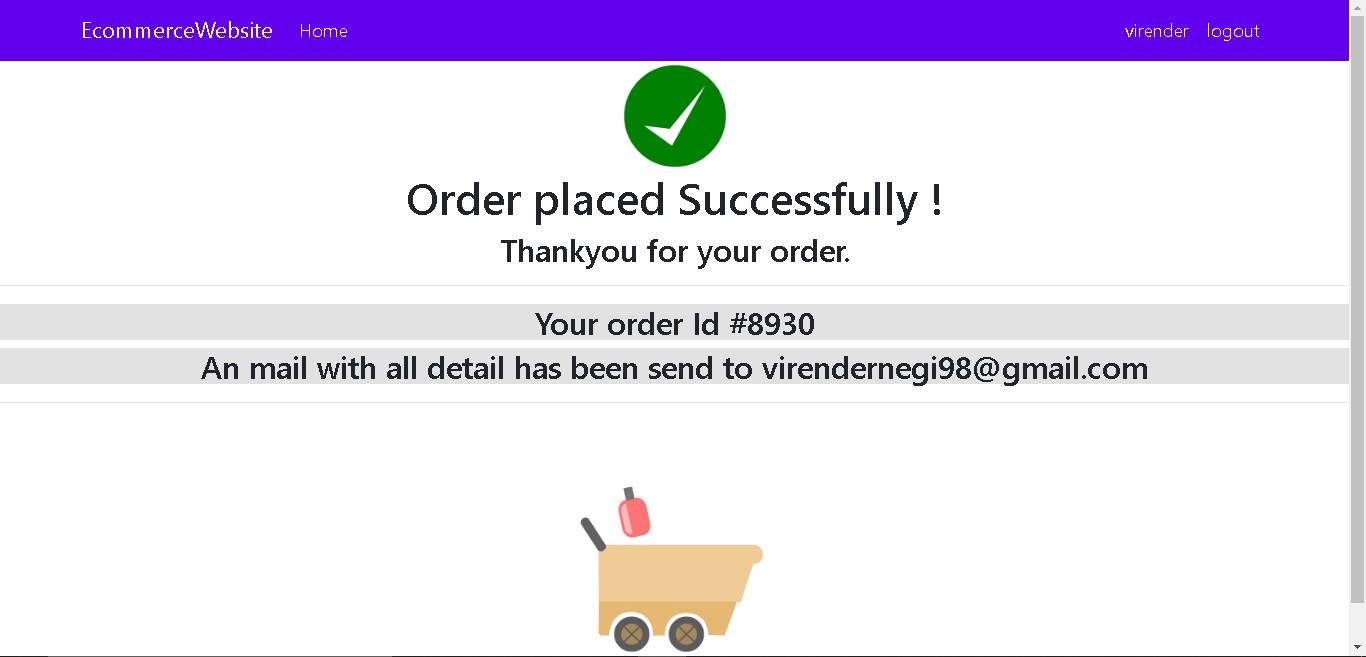 EcommerceWebsite Home virender logout
Order placed Successfully !
Thankyou for your order.
Your order Id #8930
An mail with all detail has been send to virendernegi98@gmail.com